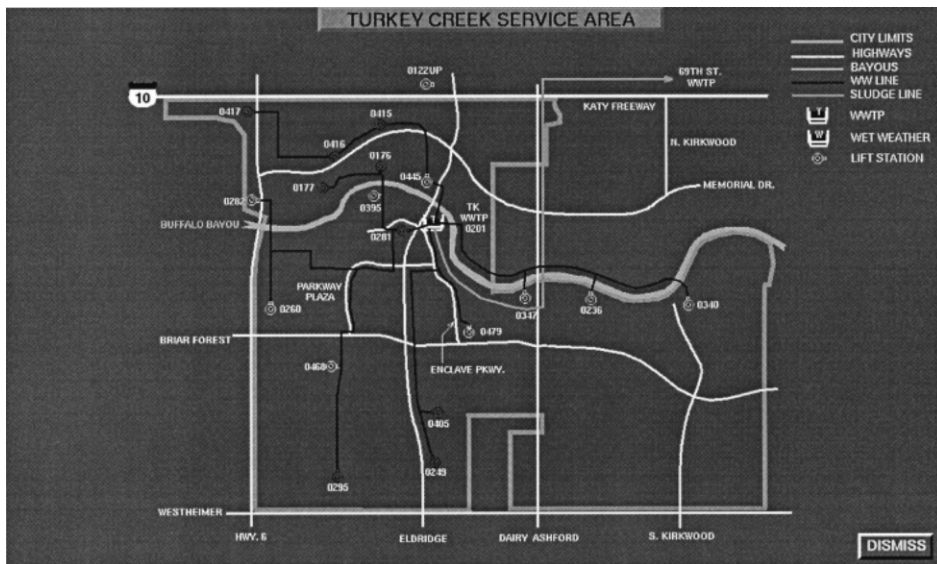 TURKEY CREEK SERVICE AREA
CITY LIMITS
HIGHWAYS
BAYOUS
WW LINE
SLUDGE LINE
T
WWTP
W
WET WEATHER
LIFT STATION
0122UP
69TH ST.
WWTP
10
KATY FREEWAY
0417
0415
0416
N. KIRKWOOD
0176
0177
0445
MEMORIAL DR.
0282
0395
TK
WWTP
0201
BUFFALO BAYOU
0281
PARKWAY
PLAZA
0260
0347
0236
0340
0479
BRIAR FOREST
0460
ENCLAVE PKWY.
0405
0249
0295
WESTHEIMER
HWY. 6
ELDRIDGE
DAIRY ASHFORD
S. KIRKWOOD
DISMISS